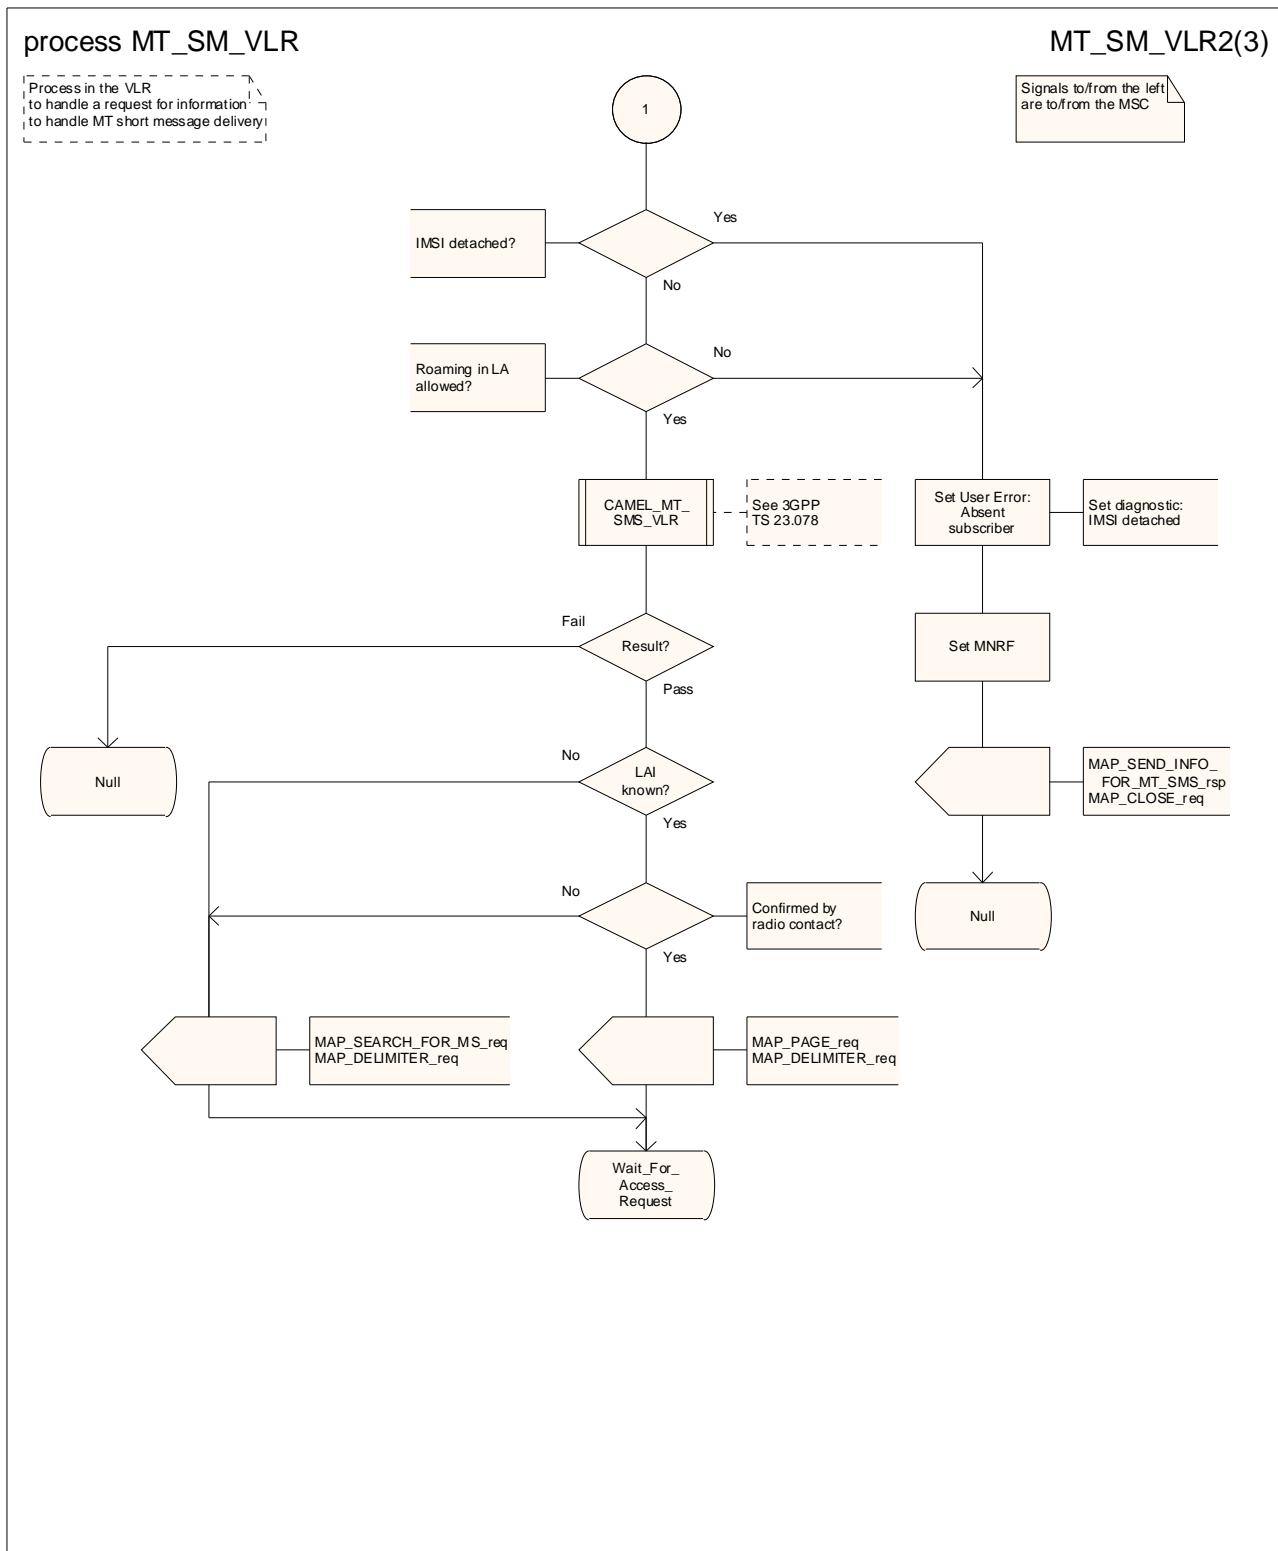 process MT_SM_VLR
MT_SM_VLR2(3)
Process in the VLR
to handle a request for information
to handle MT short message delivery
Signals to/from the left
are to/from the MSC
1
IMSI detached?
Yes
No
Roaming in LA
allowed?
No
Yes
CAMEL_MT_
SMS_VLR
See 3GPP
TS 23.078
Set User Error:
Absent
subscriber
Set diagnostic:
IMSI detached
Fail
Result?
Pass
Set MNRF
Null
No
LAI
known?
Yes
MAP_SEND_INFO_
FOR_MT_SMS_rsp
MAP_CLOSE_req
No
Confirmed by
radio contact?
Yes
Null
MAP_SEARCH_FOR_MS_req
MAP_DELIMITER_req
MAP_PAGE_req
MAP_DELIMITER_req
Wait_For_
Access_
Request